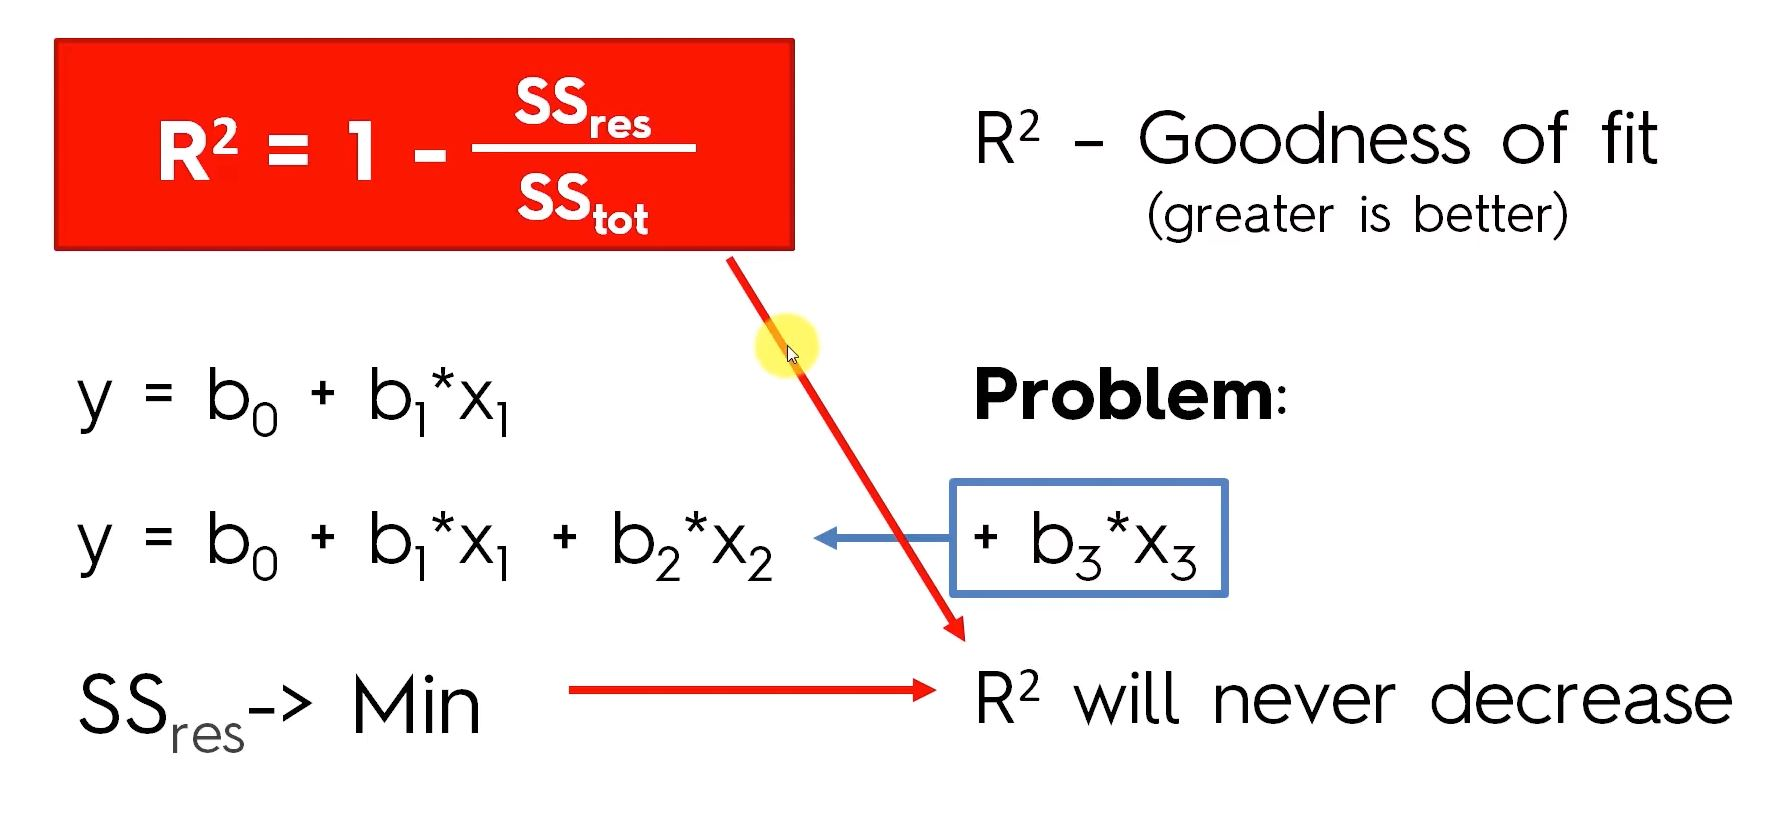 R² = 1 - SSres / SStot
R² – Goodness of fit
(greater is better)
y = b₀ + b₁*x₁
Problem:
y = b₀ + b₁*x₁ + b₂*x₂
+ b₃*x₃
SSres -> Min
R² will never decrease